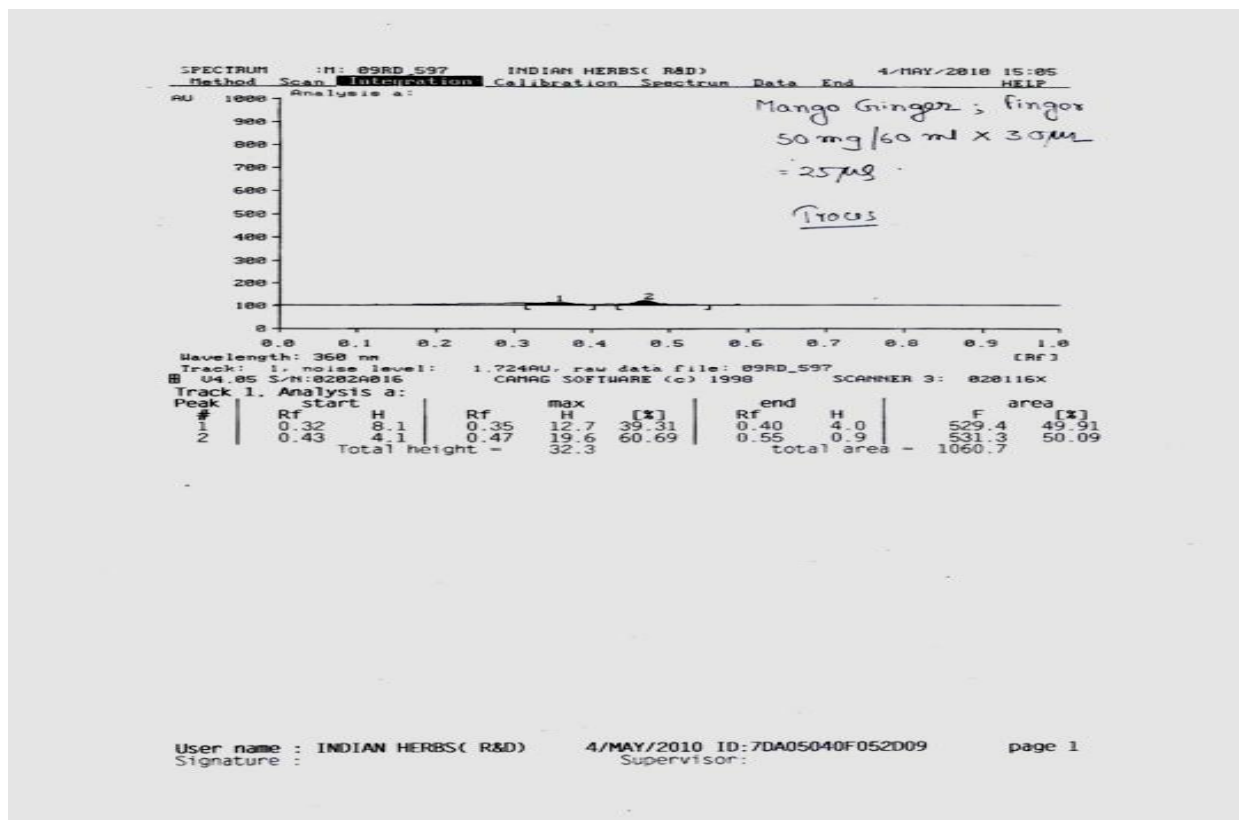 SPECTRUM :M: 09RD_597 INDIAN HERBS( R&D) 4/MAY/2010 15:05
Method Scan Integration Calibration Spectrum Data End HELP
AU 1000 Analysis a:
Mango Ginger ; fingor
900
50 mg/60 ml X 30µL
800
700
= 25µg
600
500
Traces
400
300
200
1 2
100
0
0.0 0.1 0.2 0.3 0.4 0.5 0.6 0.7 0.8 0.9 1.0
Wavelength: 360 nm [Rf]
Track: 1, noise level: 1.724AU, raw data file: 09RD_597
V4.05 S/N:0202A016 CAMAG SOFTWARE (c) 1998 SCANNER 3: 020116X
Track 1, Analysis a:
Peak start max end area
# Rf H Rf H [%] Rf H F [%]
1 0.32 8.1 0.35 12.7 39.31 0.40 4.0 529.4 49.91
2 0.43 4.1 0.47 19.6 60.69 0.55 0.9 531.3 50.09
Total height = 32.3 total area = 1060.7
User name : INDIAN HERBS( R&D) 4/MAY/2010 ID:7DA05040F052D09 page 1
Signature : Supervisor: